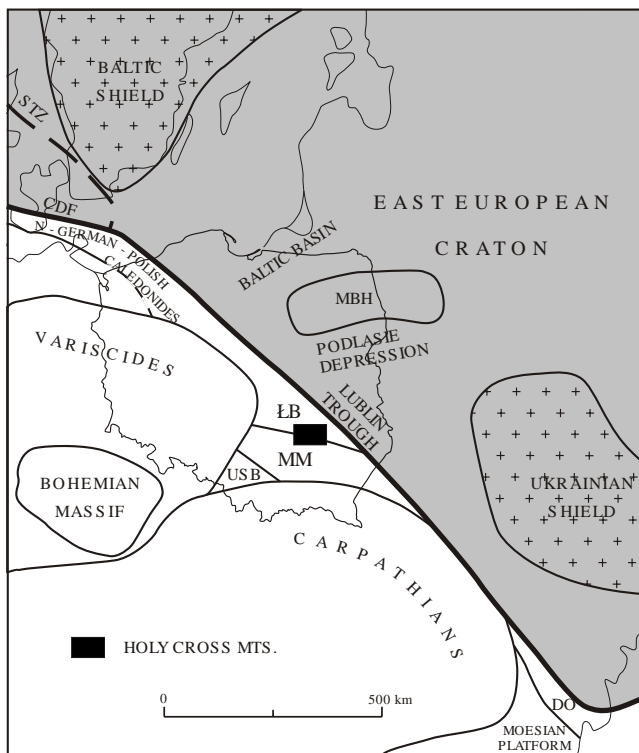 BALTIC
SHIELD
STZ
CDF
N - GERMAN - POLISH
CALEDONIDES
EAST EUROPEAN
CRATON
BALTIC BASIN
MBH
PODLASIE
DEPRESSION
VARISCIDES
LUBLIN
TROUGH
ŁB
MM
USB
BOHEMIAN
MASSIF
UKRAINIAN
SHIELD
CARPATHIANS
HOLY CROSS MTS.
0
500 km
DO
MOESIAN
PLATFORM